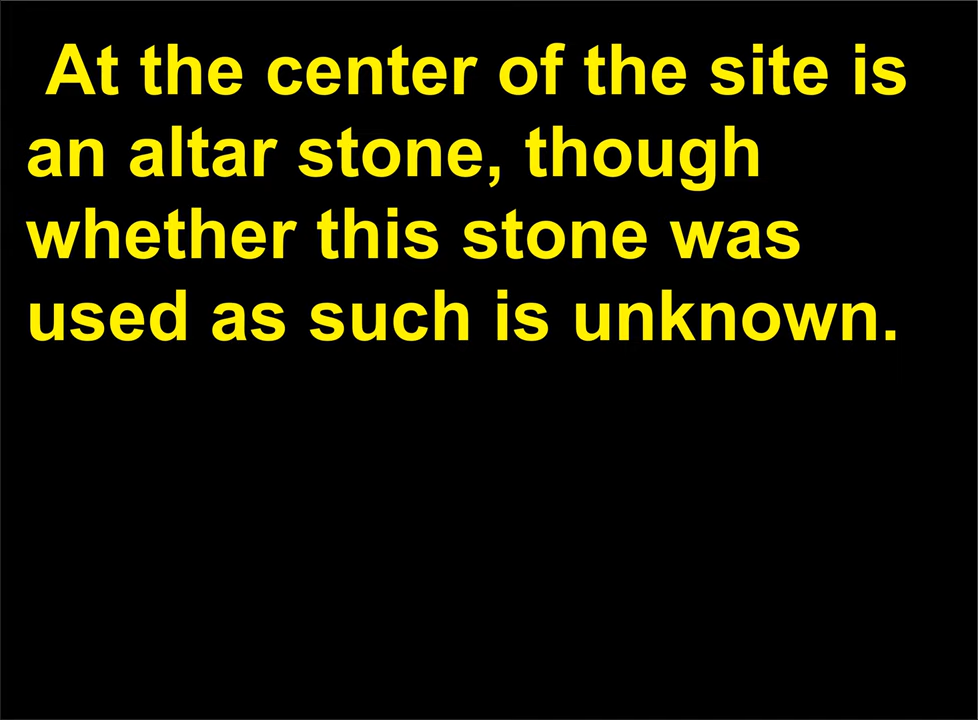 At the center of the site is
an altar stone, though
whether this stone was
used as such is unknown.